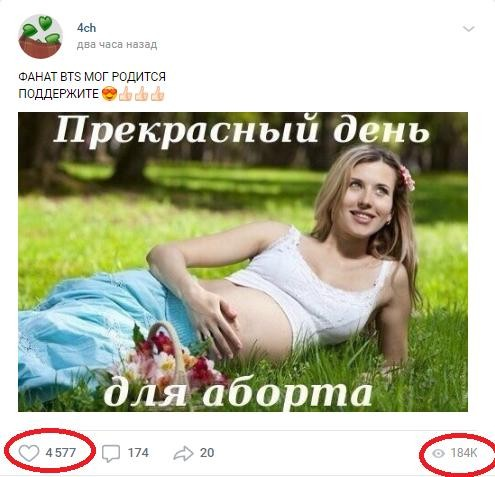 4ch
два часа назад
ФАНАТ BTS МОГ РОДИТСЯ
ПОДДЕРЖИТЕ 😍👍👍👍
Прекрасный день
для аборта
4 577 174 20 184K